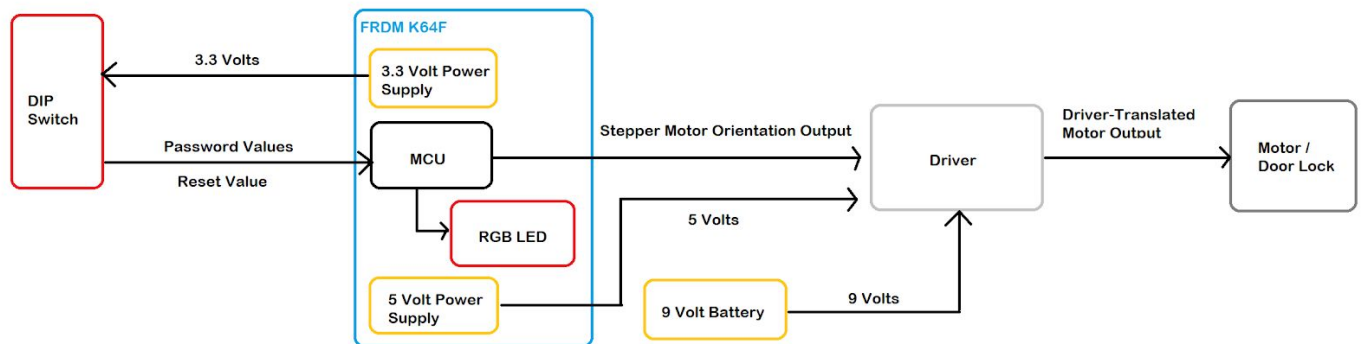 FRDM K64F
3.3 Volts
3.3 Volt Power
Supply
DIP
Switch
Password Values
Reset Value
MCU
Stepper Motor Orientation Output
Driver
Driver-Translated
Motor Output
Motor /
Door Lock
RGB LED
5 Volts
5 Volt Power
Supply
9 Volt Battery
9 Volts